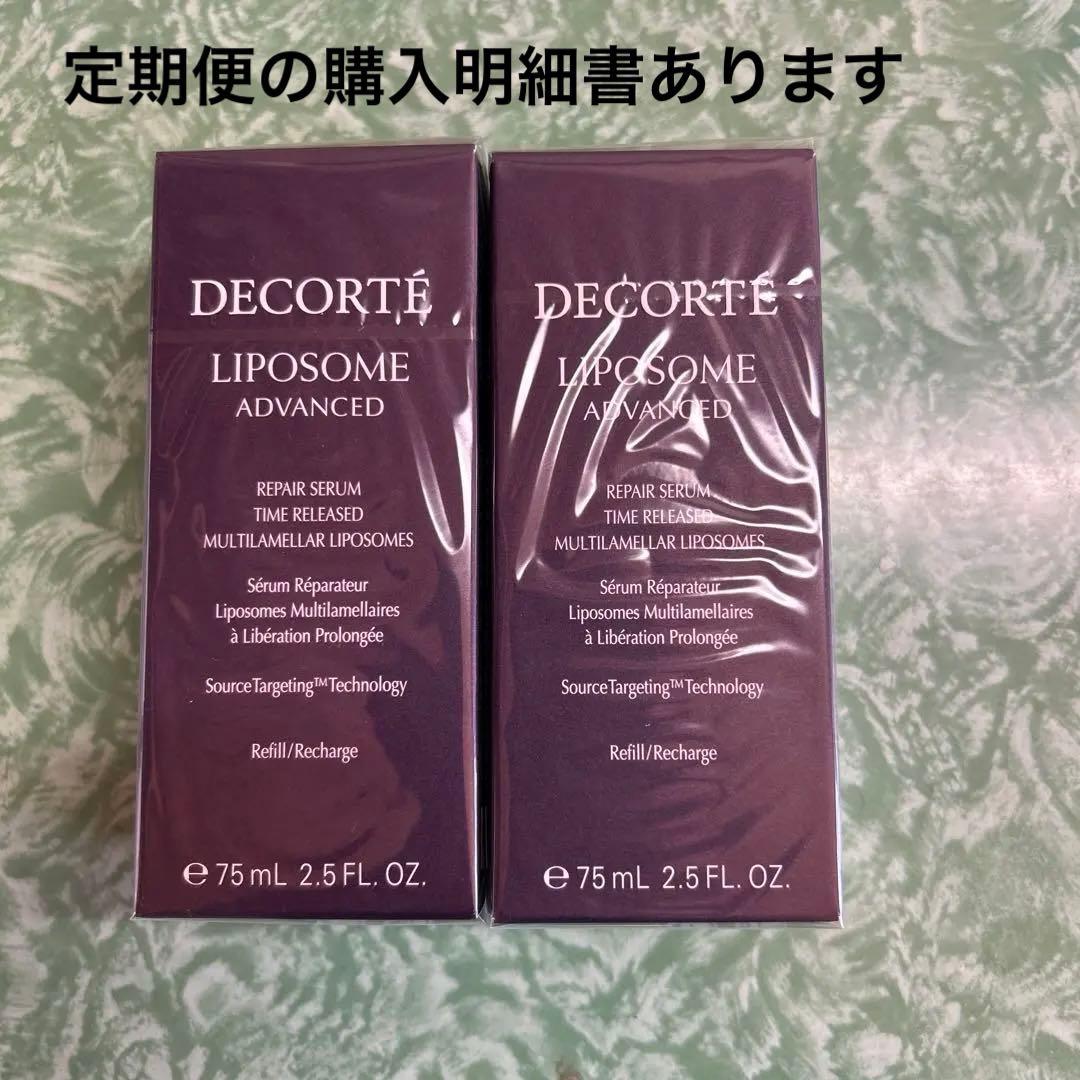 定期便の購入明細書あります
DECORTÉ
LIPOSOME
ADVANCED
REPAIR SERUM
TIME RELEASED
MULTILAMELLAR LIPOSOMES
Sérum Réparateur
Liposomes Multilamellaires
à Libération Prolongée
SourceTargeting™Technology
Refill/Recharge
℮ 75 mL 2.5 FL. OZ.
DECORTÉ
LIPOSOME
ADVANCED
REPAIR SERUM
TIME RELEASED
MULTILAMELLAR LIPOSOMES
Sérum Réparateur
Liposomes Multilamellaires
à Libération Prolongée
SourceTargeting™Technology
Refill/Recharge
℮ 75 mL 2.5 FL. OZ.